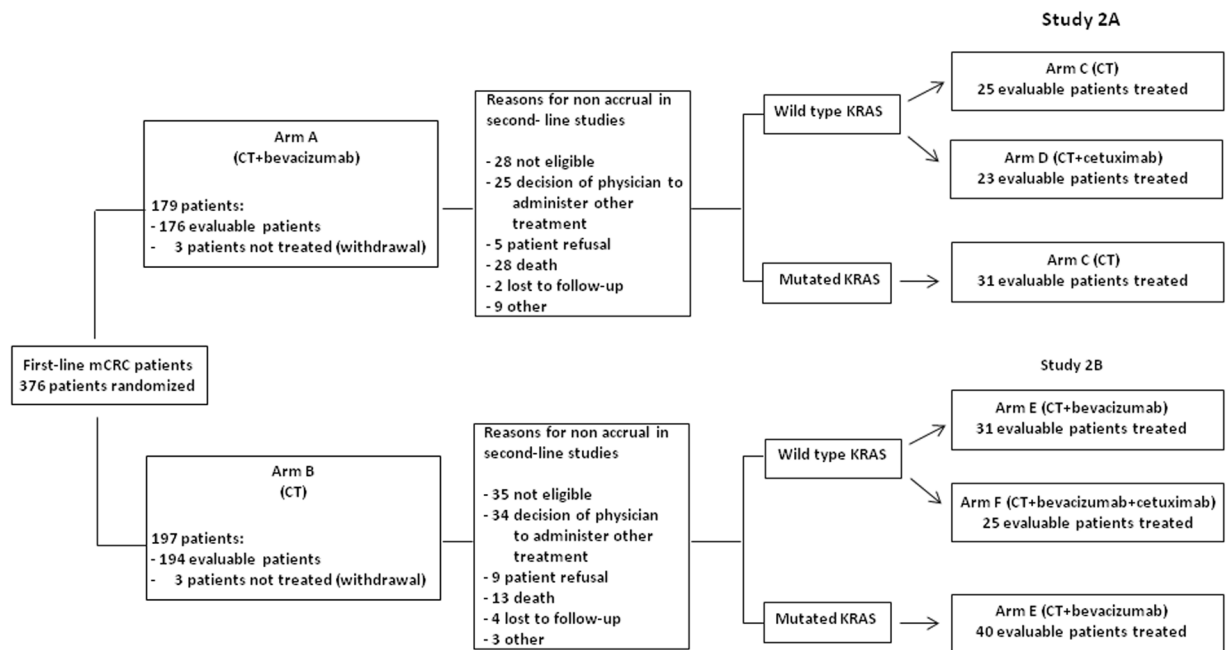 Study 2A
Arm C (CT)
25 evaluable patients treated
Reasons for non accrual in
second- line studies
- 28 not eligible
- 25 decision of physician to
administer other
treatment
- 5 patient refusal
- 28 death
- 2 lost to follow-up
- 9 other
Wild type KRAS
Arm A
(CT+bevacizumab)
179 patients:
- 176 evaluable patients
- 3 patients not treated (withdrawal)
Arm D (CT+cetuximab)
23 evaluable patients treated
Mutated KRAS
Arm C (CT)
31 evaluable patients treated
First-line mCRC patients
376 patients randomized
Study 2B
Arm E (CT+bevacizumab)
31 evaluable patients treated
Reasons for non accrual in
second-line studies
- 35 not eligible
- 34 decision of physician
to administer other
treatment
- 9 patient refusal
- 13 death
- 4 lost to follow-up
- 3 other
Wild type KRAS
Arm B
(CT)
197 patients:
- 194 evaluable patients
- 3 patients not treated (withdrawal)
Arm F (CT+bevacizumab+cetuximab)
25 evaluable patients treated
Mutated KRAS
Arm E (CT+bevacizumab)
40 evaluable patients treated